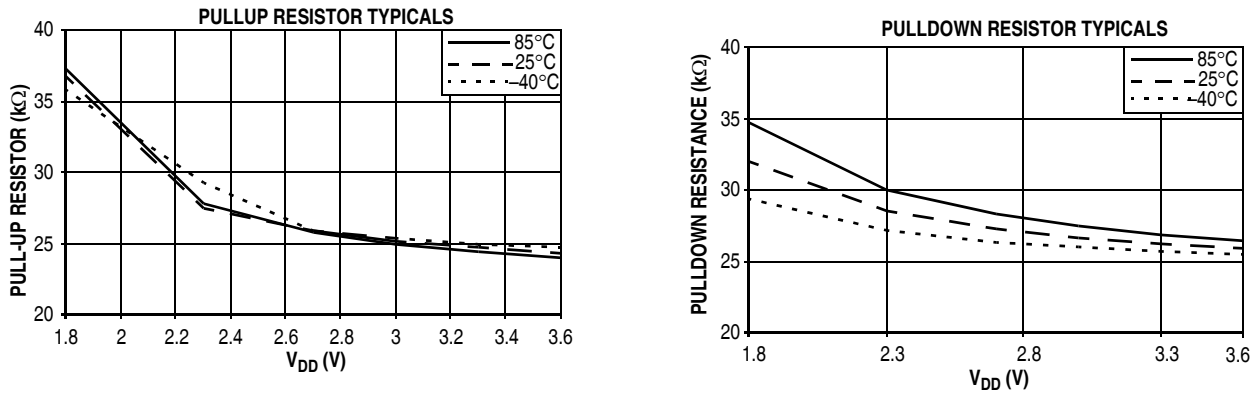 PULLUP RESISTOR TYPICALS
PULL-UP RESISTOR (kΩ)
40
35
30
25
20
85°C
25°C
–40°C
1.8 2 2.2 2.4 2.6 2.8 3 3.2 3.4 3.6
VDD (V)
PULLDOWN RESISTOR TYPICALS
PULLDOWN RESISTANCE (kΩ)
40
35
30
25
20
85°C
25°C
–40°C
1.8 2.3 2.8 3.3 3.6
VDD (V)